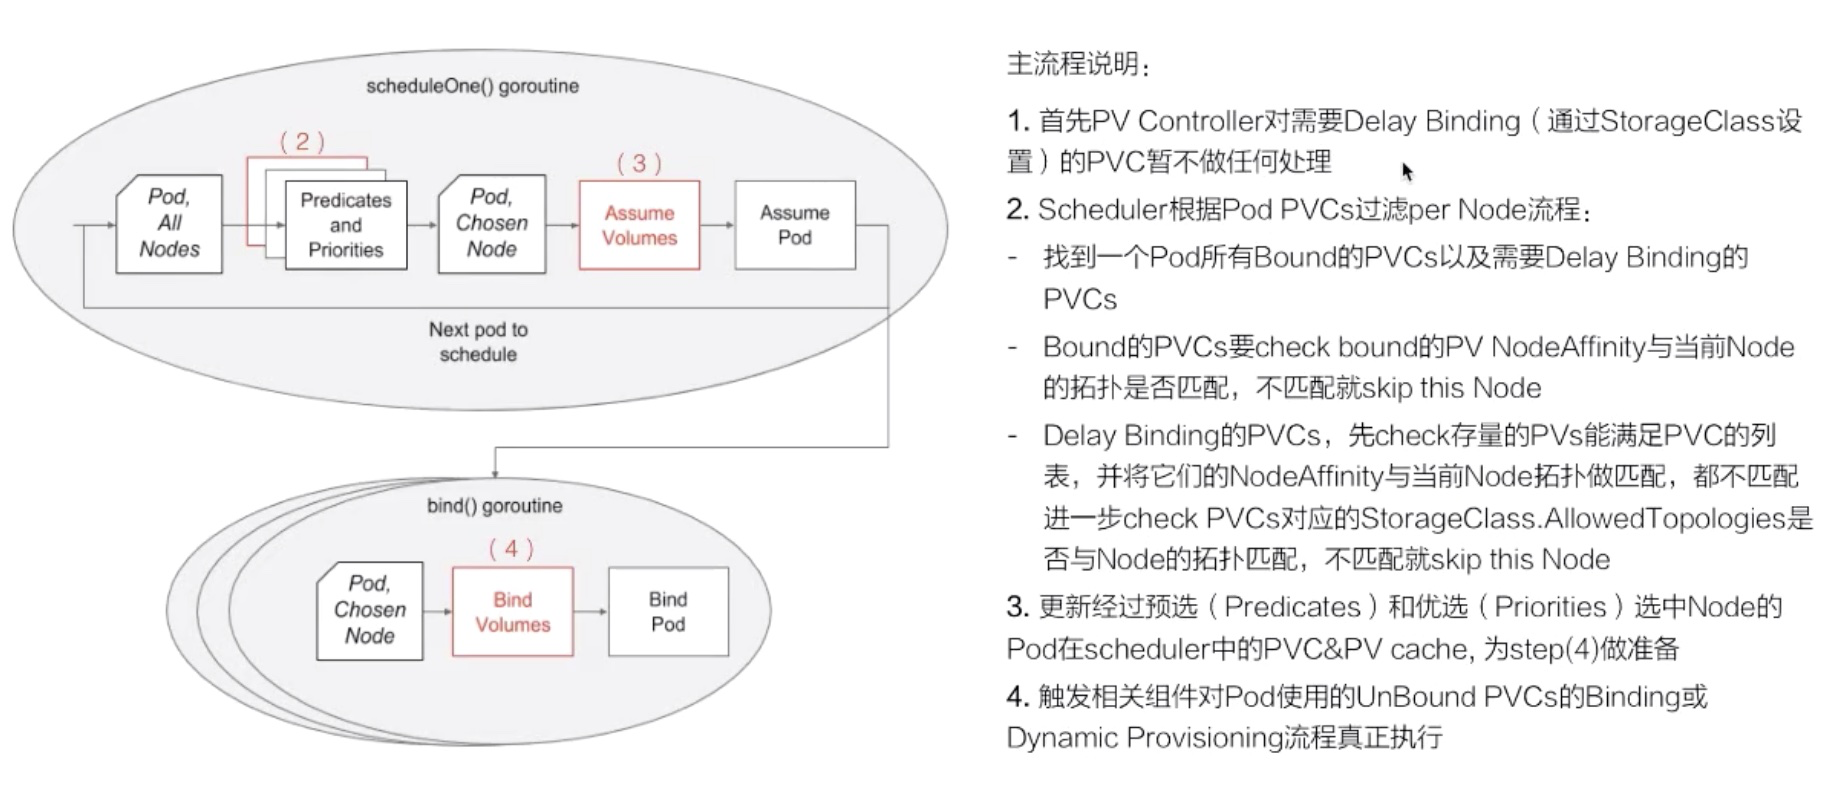 scheduleOne() goroutine
(2)
(3)
Pod,
All
Nodes
Predicates
and
Priorities
Pod,
Chosen
Node
Assume
Volumes
Assume
Pod
Next pod to
schedule
bind() goroutine
(4)
Pod,
Chosen
Node
Bind
Volumes
Bind
Pod
主流程说明：
1. 首先PV Controller对需要Delay Binding（通过StorageClass设
置）的PVC暂不做任何处理
2. Scheduler根据Pod PVCs过滤per Node流程：
- 找到一个Pod所有Bound的PVCs以及需要Delay Binding的
PVCs
- Bound的PVCs要check bound的PV NodeAffinity与当前Node
的拓扑是否匹配，不匹配就skip this Node
- Delay Binding的PVCs，先check存量的PVs能满足PVC的列
表，并将它们的NodeAffinity与当前Node拓扑做匹配，都不匹配
进一步check PVCs对应的StorageClass.AllowedTopologies是
否与Node的拓扑匹配，不匹配就skip this Node
3. 更新经过预选（Predicates）和优选（Priorities）选中Node的
Pod在scheduler中的PVC&PV cache, 为step(4)做准备
4. 触发相关组件对Pod使用的UnBound PVCs的Binding或
Dynamic Provisioning流程真正执行